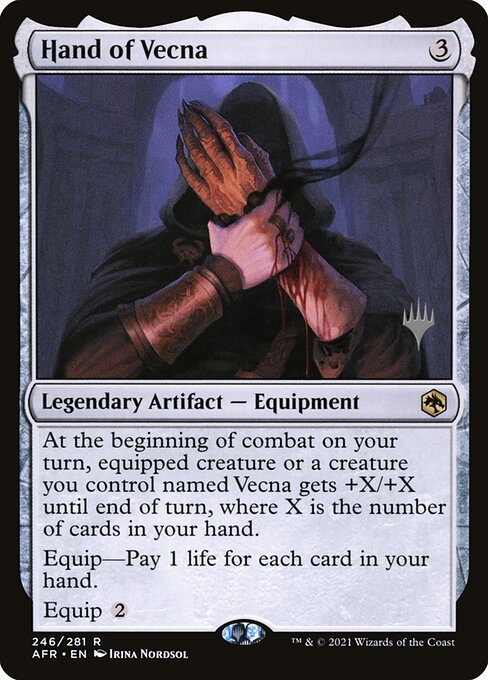 Hand of Vecna 3
Legendary Artifact — Equipment
At the beginning of combat on your
turn, equipped creature or a creature
you control named Vecna gets +X/+X
until end of turn, where X is the number
of cards in your hand.
Equip—Pay 1 life for each card in your
hand.
Equip 2
246/281 R
AFR • EN Irina Nordsol
™ & © 2021 Wizards of the Coast